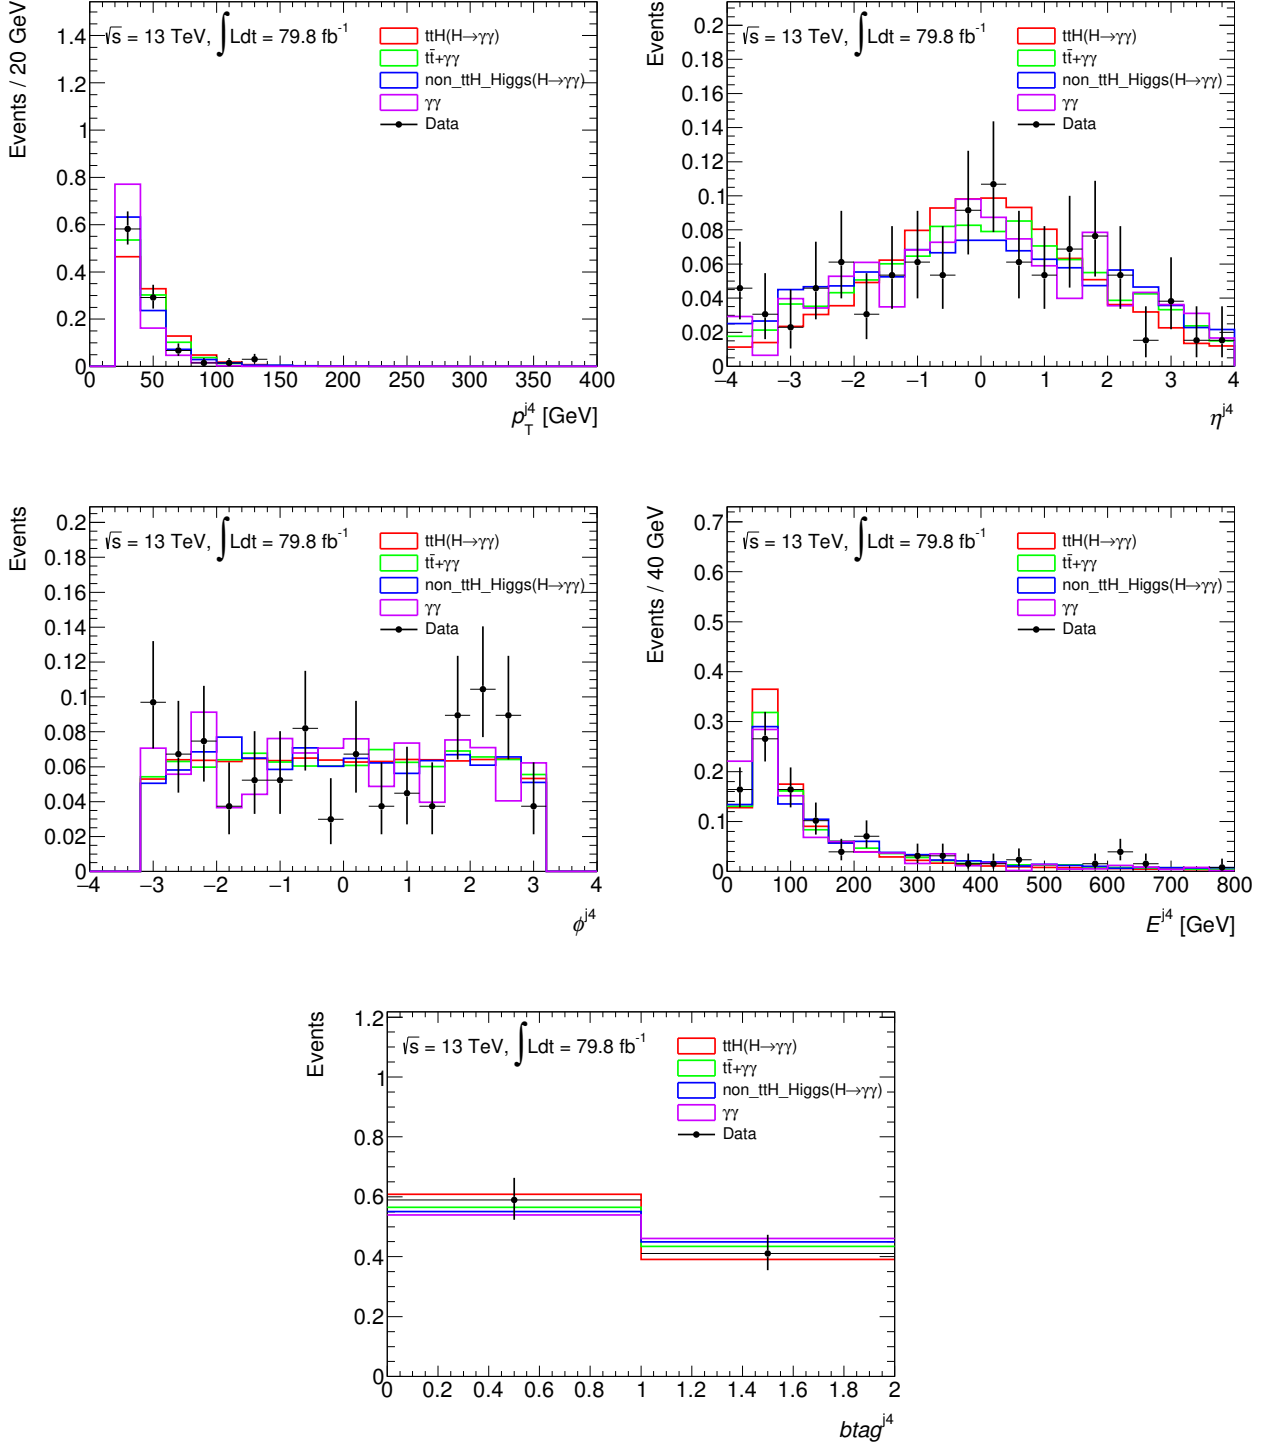 Events / 20 GeV
√s = 13 TeV, ∫Ldt = 79.8 fb⁻¹
ttH(H→γγ)
tt̄+γγ
non_ttH_Higgs(H→γγ)
γγ
Data
1.4
1.2
1
0.8
0.6
0.4
0.2
0
0 50 100 150 200 250 300 350 400
p_T^j4 [GeV]
Events
√s = 13 TeV, ∫Ldt = 79.8 fb⁻¹
ttH(H→γγ)
tt̄+γγ
non_ttH_Higgs(H→γγ)
γγ
Data
0.2
0.18
0.16
0.14
0.12
0.1
0.08
0.06
0.04
0.02
0
−4 −3 −2 −1 0 1 2 3 4
η^j4
Events
√s = 13 TeV, ∫Ldt = 79.8 fb⁻¹
ttH(H→γγ)
tt̄+γγ
non_ttH_Higgs(H→γγ)
γγ
Data
0.2
0.18
0.16
0.14
0.12
0.1
0.08
0.06
0.04
0.02
0
−4 −3 −2 −1 0 1 2 3 4
ϕ^j4
Events / 40 GeV
√s = 13 TeV, ∫Ldt = 79.8 fb⁻¹
ttH(H→γγ)
tt̄+γγ
non_ttH_Higgs(H→γγ)
γγ
Data
0.7
0.6
0.5
0.4
0.3
0.2
0.1
0
0 100 200 300 400 500 600 700 800
E^j4 [GeV]
Events
√s = 13 TeV, ∫Ldt = 79.8 fb⁻¹
ttH(H→γγ)
tt̄+γγ
non_ttH_Higgs(H→γγ)
γγ
Data
1.2
1
0.8
0.6
0.4
0.2
0
0 0.2 0.4 0.6 0.8 1 1.2 1.4 1.6 1.8 2
btag^j4